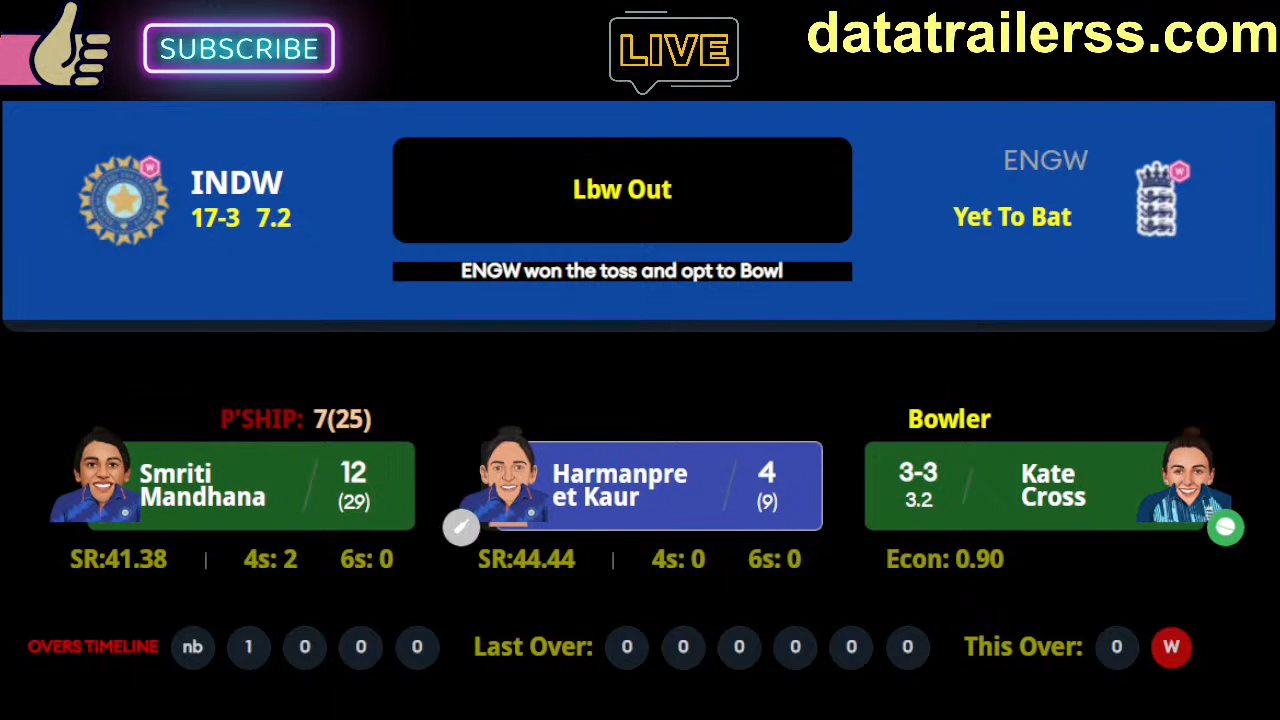 SUBSCRIBE
LIVE
datatrailerss.com
INDW
17-3 7.2
Lbw Out
ENGW won the toss and opt to Bowl
ENGW
Yet To Bat
P'SHIP: 7(25)
Bowler
Smriti
Mandhana
12
(29)
Harmanpre
et Kaur
4
(9)
3-3
3.2
Kate
Cross
SR:41.38 | 4s: 2 6s: 0
SR:44.44 | 4s: 0 6s: 0
Econ: 0.90
OVERS TIMELINE nb 1 0 0 0 Last Over: 0 0 0 0 0 0 This Over: 0 W